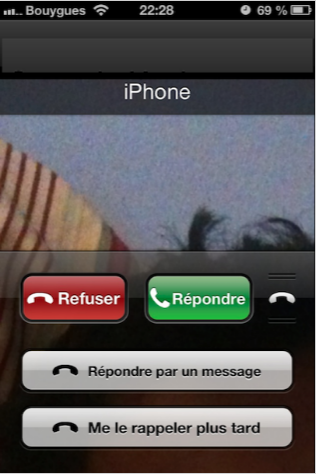 Bouygues 22:28 69 %
iPhone
Refuser Répondre
Répondre par un message
Me le rappeler plus tard